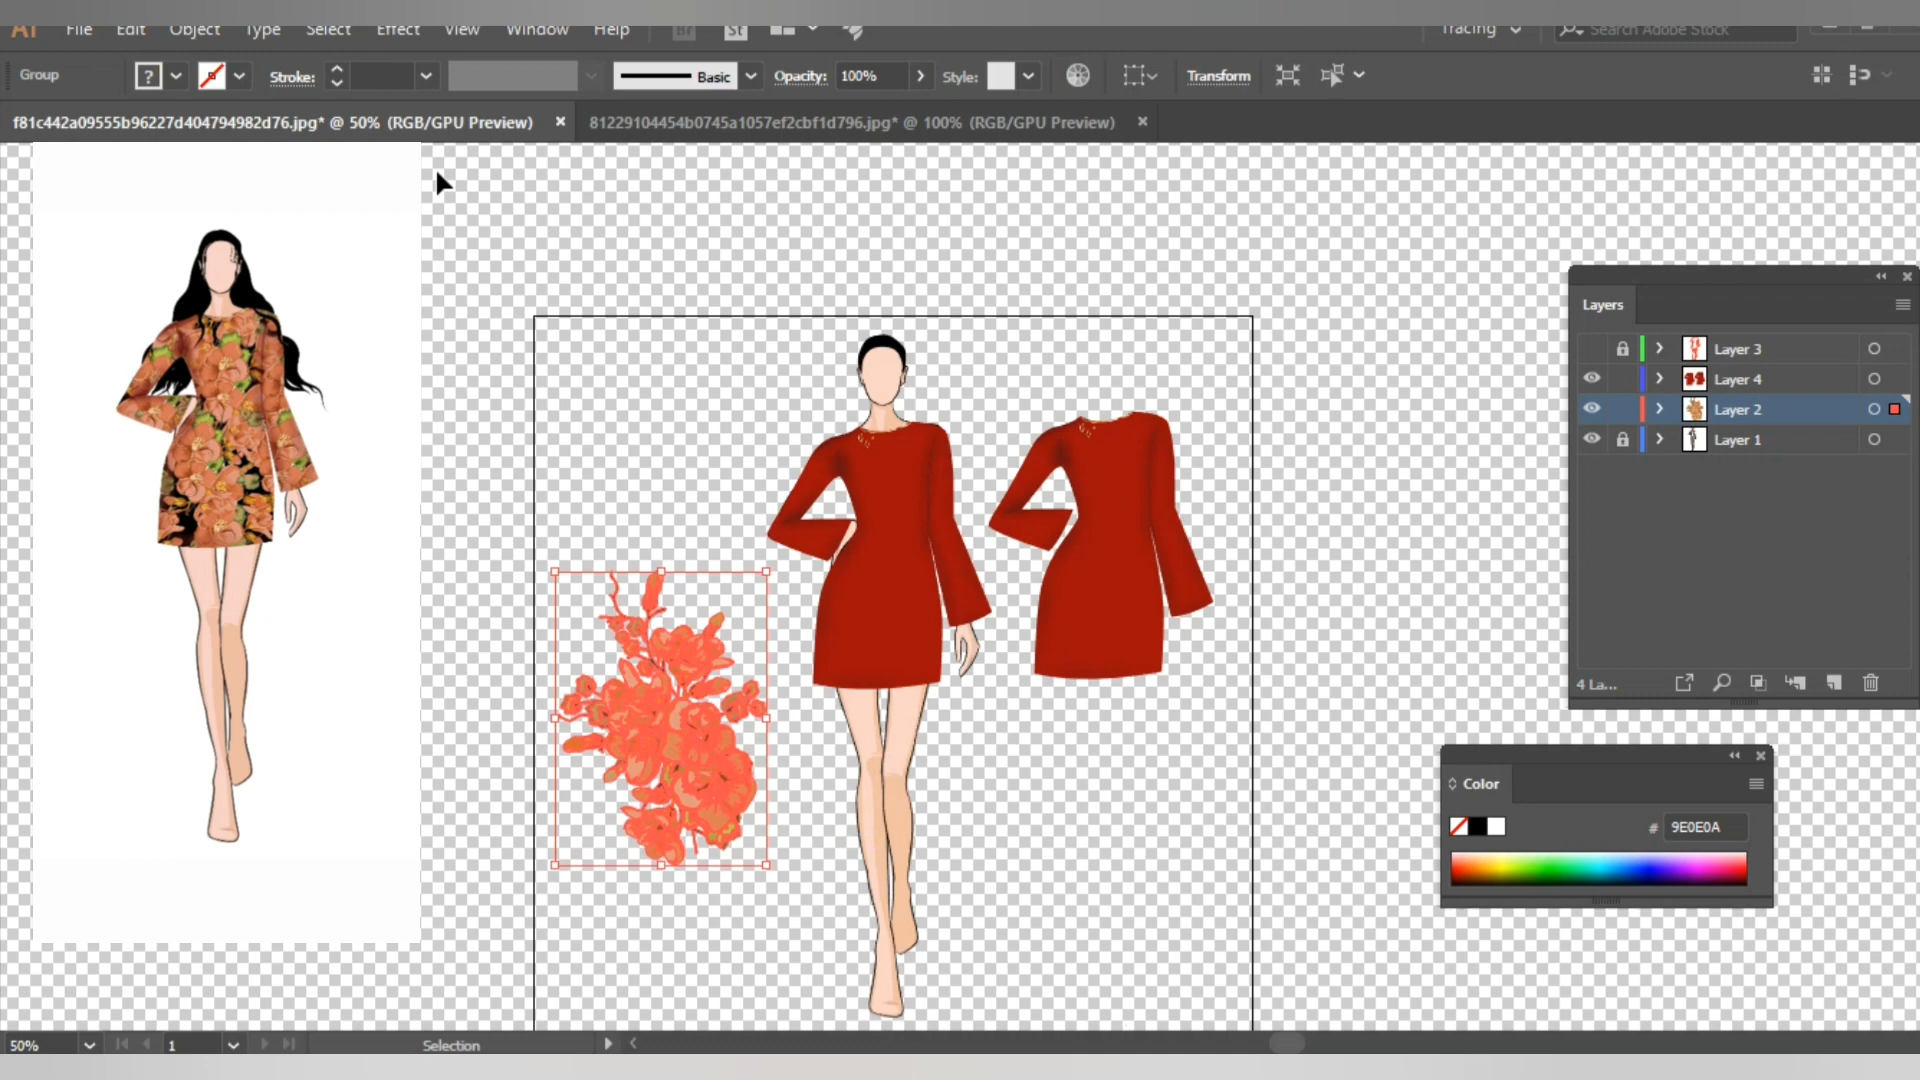 Ai File Edit Object Type Select Effect View Window Help Br St Tracing Search Adobe Stock
Group ? Stroke: Basic Opacity: 100% Style: Transform
f81c442a09555b96227d404794982d76.jpg* @ 50% (RGB/GPU Preview) × 81229104454b0745a1057ef2cbf1d796.jpg* @ 100% (RGB/GPU Preview) ×
Layers
Layer 3
Layer 4
Layer 2
Layer 1
4 La...
Color
# 9E0E0A
50% 1 Selection